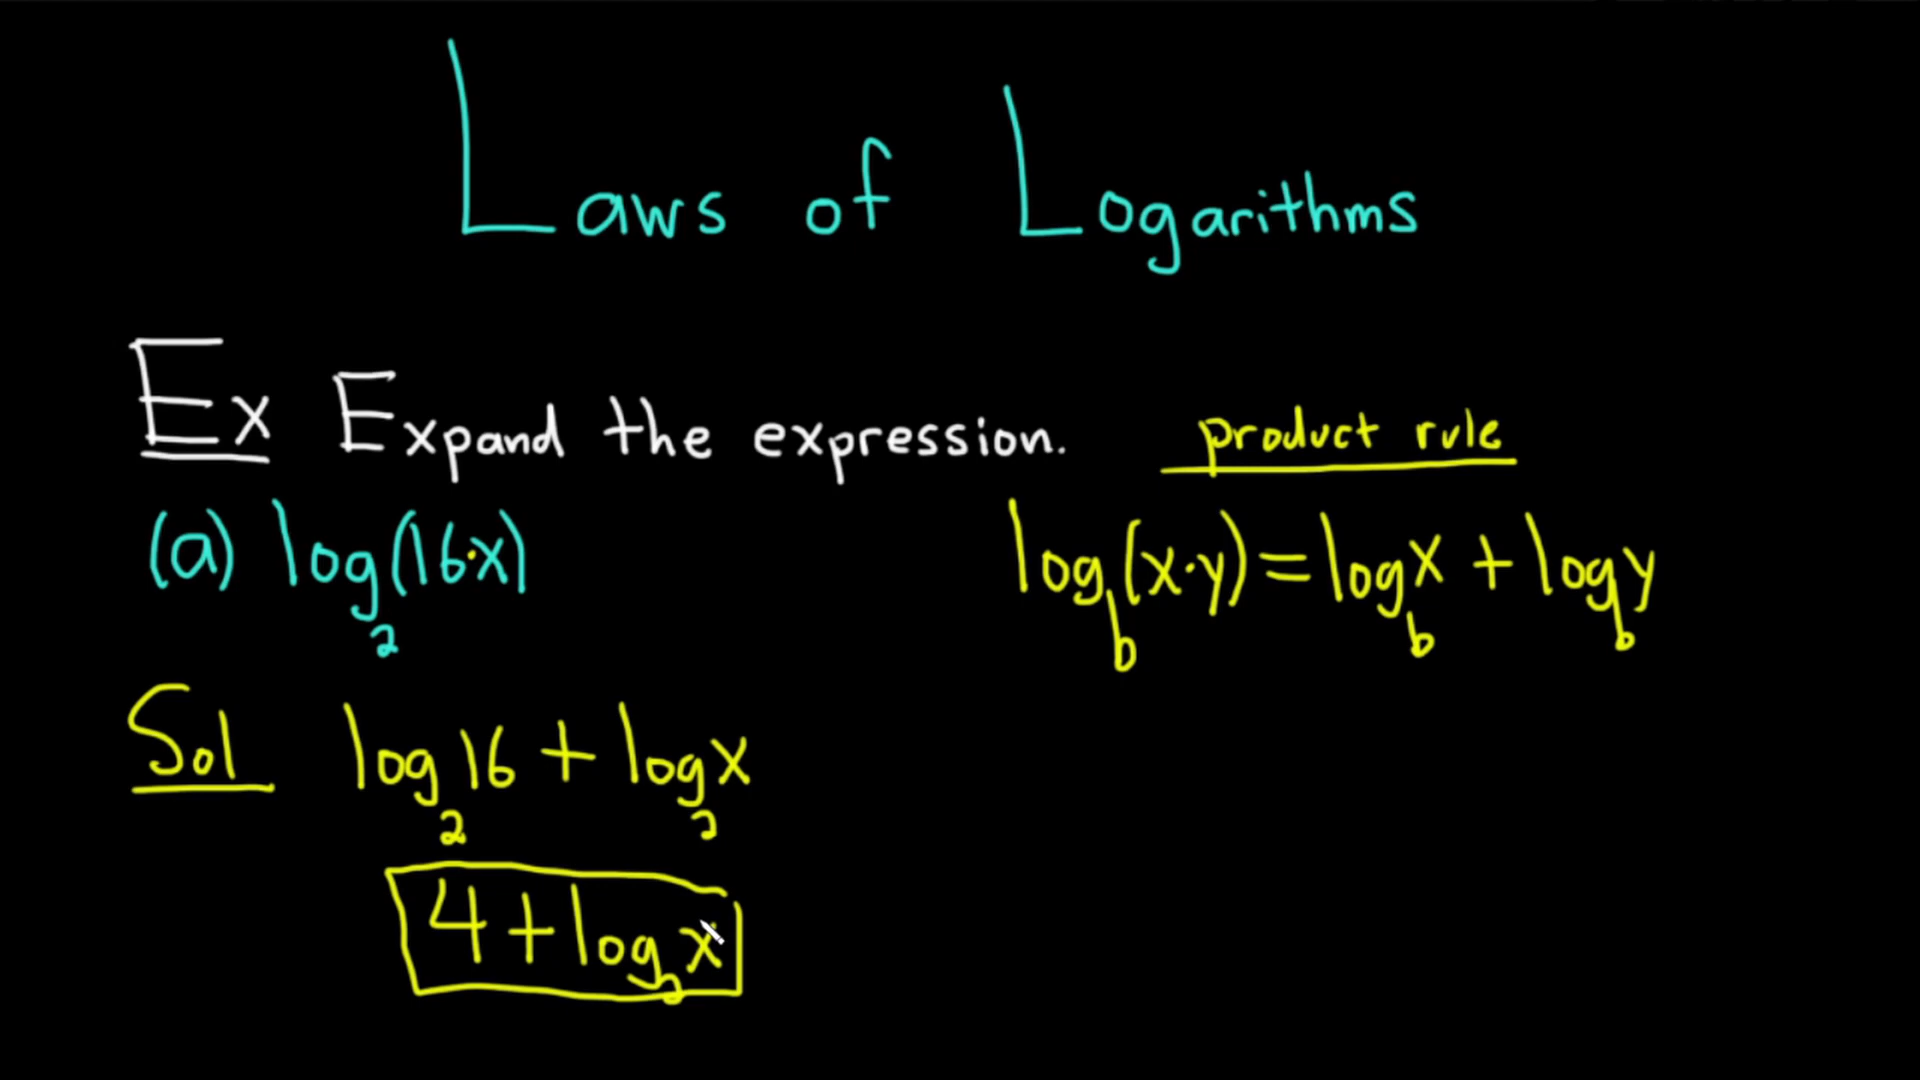 Laws of Logarithms
Ex Expand the expression.
product rule
(a) log₂(16·x)
log_b(x·y) = log_b x + log_b y
Sol log₂16 + log₂x
4 + log₂x